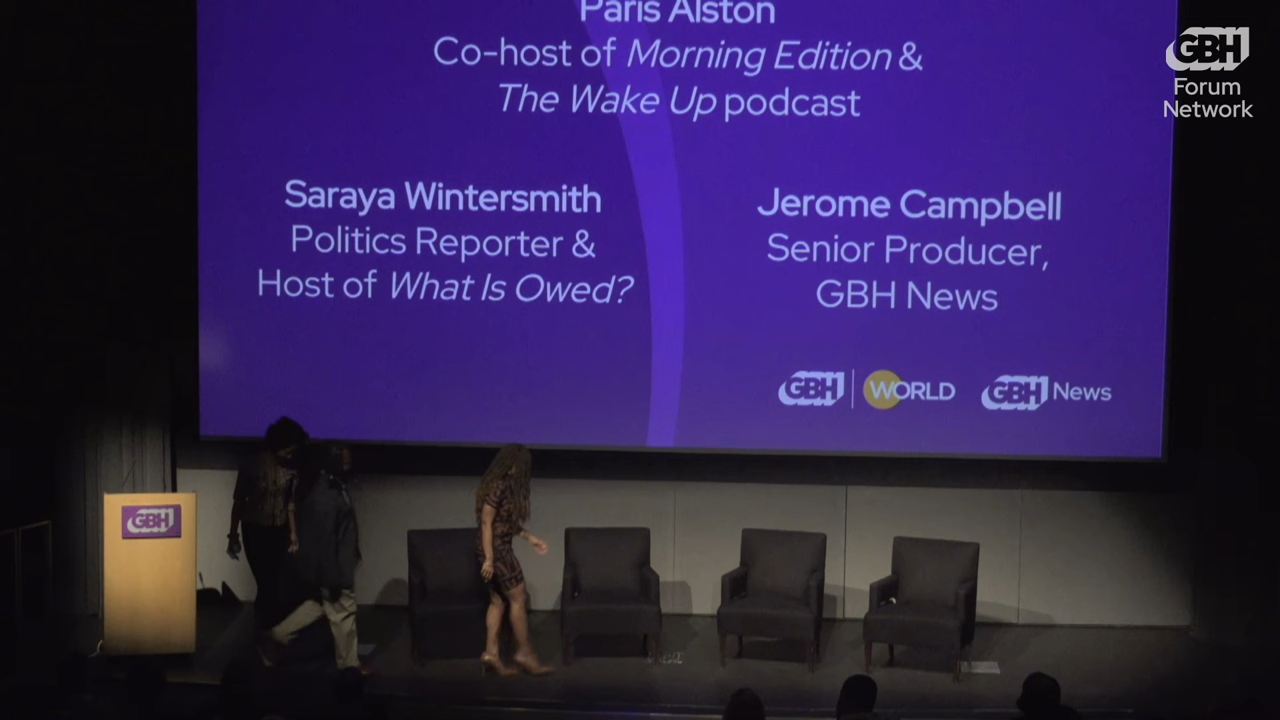 Paris Alston
Co-host of Morning Edition &
The Wake Up podcast
Saraya Wintersmith
Politics Reporter &
Host of What Is Owed?
Jerome Campbell
Senior Producer,
GBH News
GBH | WORLD
GBH News
GBH
Forum
Network
GBH